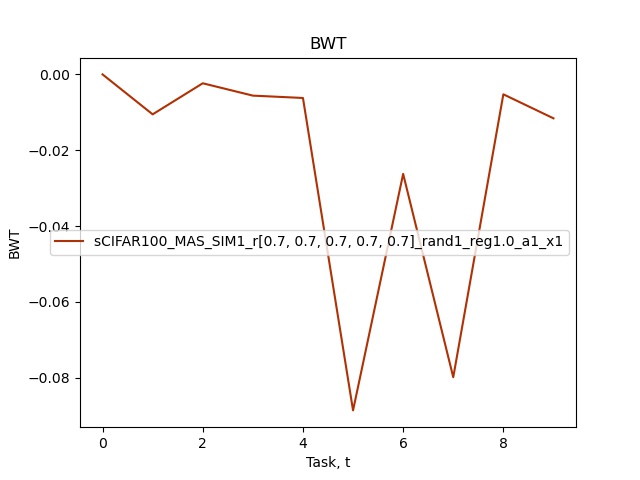 BWT
0.00
−0.02
−0.04
−0.06
−0.08
BWT
sCIFAR100_MAS_SIM1_r[0.7, 0.7, 0.7, 0.7, 0.7]_rand1_reg1.0_a1_x1
0 2 4 6 8
Task, t